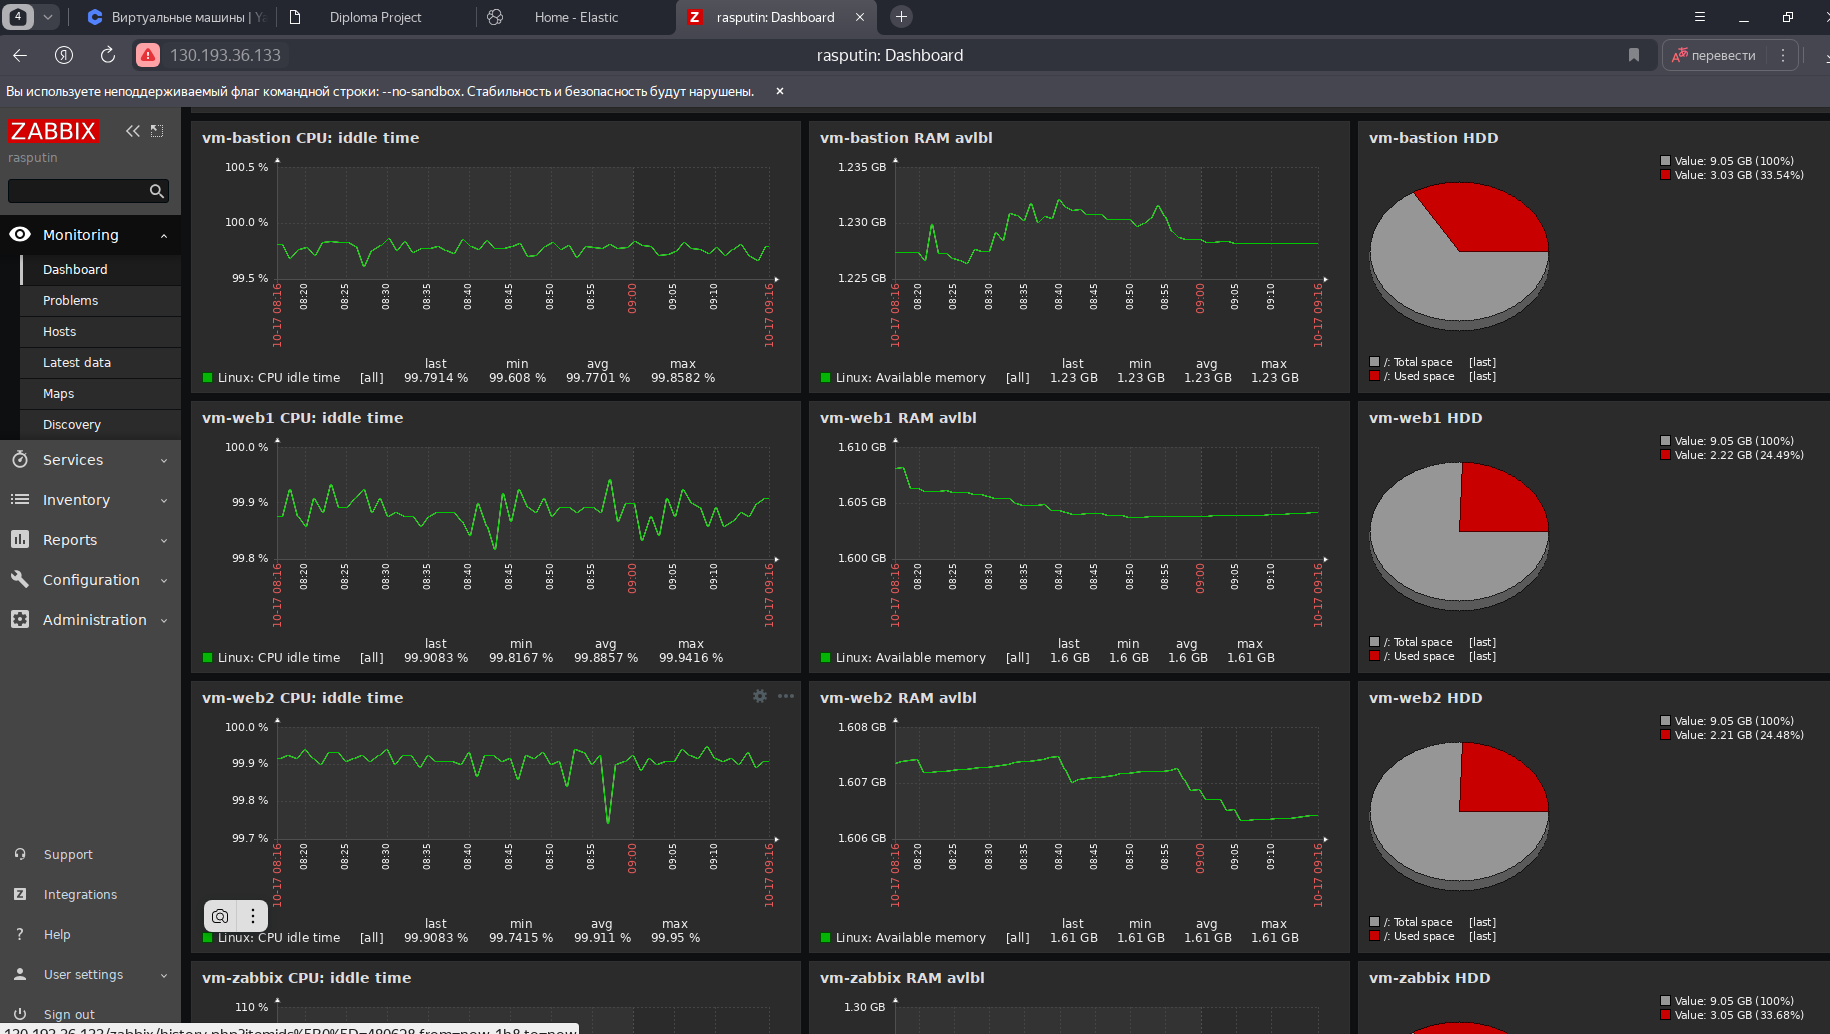 4
Виртуальные машины | Ya
Diploma Project
Home - Elastic
Z rasputin: Dashboard
130.193.36.133
rasputin: Dashboard
перевести
Вы используете неподдерживаемый флаг командной строки: --no-sandbox. Стабильность и безопасность будут нарушены.
ZABBIX
rasputin
Monitoring
Dashboard
Problems
Hosts
Latest data
Maps
Discovery
Services
Inventory
Reports
Configuration
Administration
Support
Z Integrations
? Help
User settings
Sign out
vm-bastion CPU: iddle time
100.5 %
100.0 %
99.5 %
10-17 08:16 08:20 08:25 08:30 08:35 08:40 08:45 08:50 08:55 09:00 09:05 09:10 10-17 09:16
last min avg max
Linux: CPU idle time [all] 99.7914 % 99.608 % 99.7701 % 99.8582 %
vm-bastion RAM avlbl
1.235 GB
1.230 GB
1.225 GB
10-17 08:16 08:20 08:25 08:30 08:35 08:40 08:45 08:50 08:55 09:00 09:05 09:10 10-17 09:16
last min avg max
Linux: Available memory [all] 1.23 GB 1.23 GB 1.23 GB 1.23 GB
vm-bastion HDD
Value: 9.05 GB (100%)
Value: 3.03 GB (33.54%)
/: Total space [last]
/: Used space [last]
vm-web1 CPU: iddle time
100.0 %
99.9 %
99.8 %
10-17 08:16 08:20 08:25 08:30 08:35 08:40 08:45 08:50 08:55 09:00 09:05 09:10 10-17 09:16
last min avg max
Linux: CPU idle time [all] 99.9083 % 99.8167 % 99.8857 % 99.9416 %
vm-web1 RAM avlbl
1.610 GB
1.605 GB
1.600 GB
10-17 08:16 08:20 08:25 08:30 08:35 08:40 08:45 08:50 08:55 09:00 09:05 09:10 10-17 09:16
last min avg max
Linux: Available memory [all] 1.6 GB 1.6 GB 1.6 GB 1.61 GB
vm-web1 HDD
Value: 9.05 GB (100%)
Value: 2.22 GB (24.49%)
/: Total space [last]
/: Used space [last]
vm-web2 CPU: iddle time
100.0 %
99.9 %
99.8 %
99.7 %
10-17 08:16 08:20 08:25 08:30 08:35 08:40 08:45 08:50 08:55 09:00 09:05 09:10 10-17 09:16
last min avg max
Linux: CPU idle time [all] 99.9083 % 99.7415 % 99.911 % 99.95 %
vm-web2 RAM avlbl
1.608 GB
1.607 GB
1.606 GB
10-17 08:16 08:20 08:25 08:30 08:35 08:40 08:45 08:50 08:55 09:00 09:05 09:10 10-17 09:16
last min avg max
Linux: Available memory [all] 1.61 GB 1.61 GB 1.61 GB 1.61 GB
vm-web2 HDD
Value: 9.05 GB (100%)
Value: 2.21 GB (24.48%)
/: Total space [last]
/: Used space [last]
vm-zabbix CPU: iddle time
110 %
vm-zabbix RAM avlbl
1.30 GB
vm-zabbix HDD
Value: 9.05 GB (100%)
Value: 3.05 GB (33.68%)